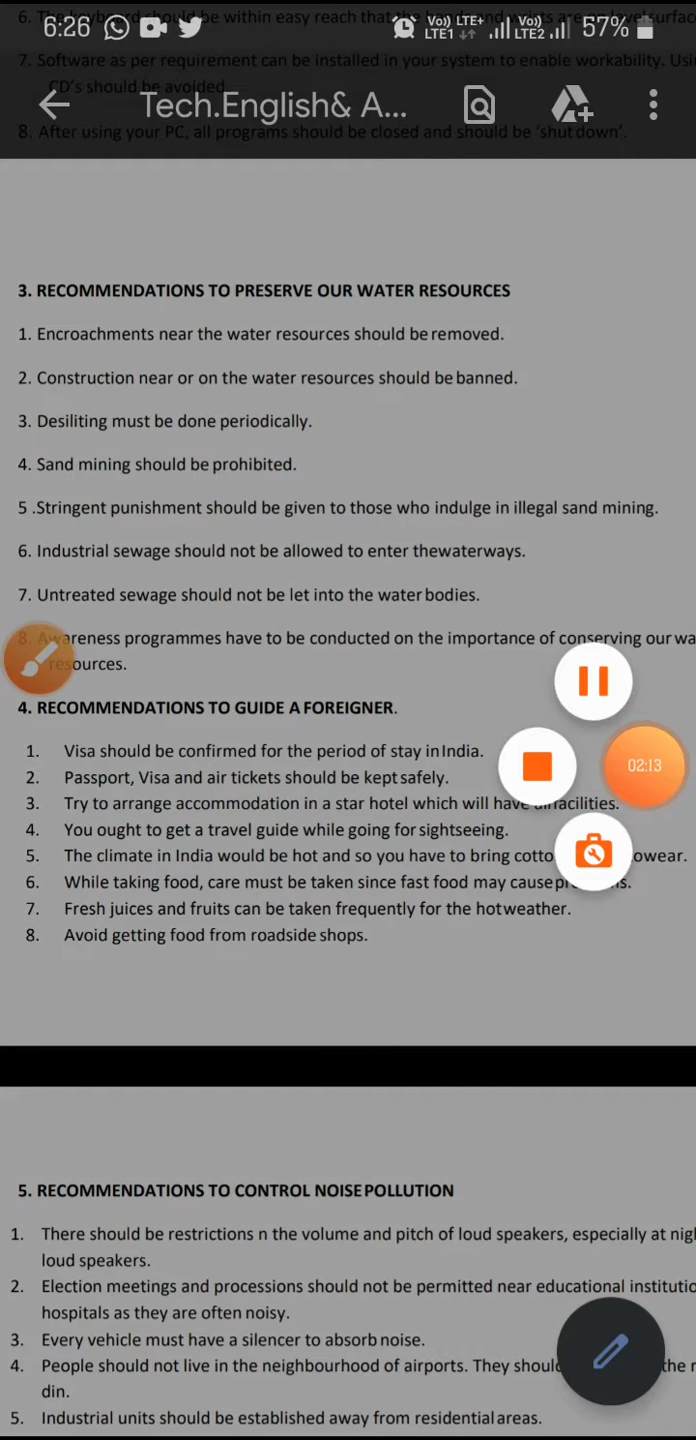 6. The keyboard should be within easy reach that the hands and wrists are on level surfac
6:26 Vo) LTE+ LTE1 Vo) LTE2 57%
7. Software as per requirement can be installed in your system to enable workability. Usi
CD's should be avoided
Tech.English& A...
8. After using your PC, all programs should be closed and should be 'shut down'.
3. RECOMMENDATIONS TO PRESERVE OUR WATER RESOURCES
1. Encroachments near the water resources should be removed.
2. Construction near or on the water resources should be banned.
3. Desiliting must be done periodically.
4. Sand mining should be prohibited.
5 .Stringent punishment should be given to those who indulge in illegal sand mining.
6. Industrial sewage should not be allowed to enter thewaterways.
7. Untreated sewage should not be let into the water bodies.
8. Awareness programmes have to be conducted on the importance of conserving our wa
resources.
4. RECOMMENDATIONS TO GUIDE A FOREIGNER.
1. Visa should be confirmed for the period of stay in India.
2. Passport, Visa and air tickets should be kept safely.
02:13
3. Try to arrange accommodation in a star hotel which will have all facilities.
4. You ought to get a travel guide while going for sightseeing.
5. The climate in India would be hot and so you have to bring cotto owear.
6. While taking food, care must be taken since fast food may cause
7. Fresh juices and fruits can be taken frequently for the hotweather.
8. Avoid getting food from roadside shops.
5. RECOMMENDATIONS TO CONTROL NOISE POLLUTION
1. There should be restrictions n the volume and pitch of loud speakers, especially at nig
loud speakers.
2. Election meetings and processions should not be permitted near educational institutio
hospitals as they are often noisy.
3. Every vehicle must have a silencer to absorb noise.
4. People should not live in the neighbourhood of airports. They shoul the
din.
5. Industrial units should be established away from residential areas.